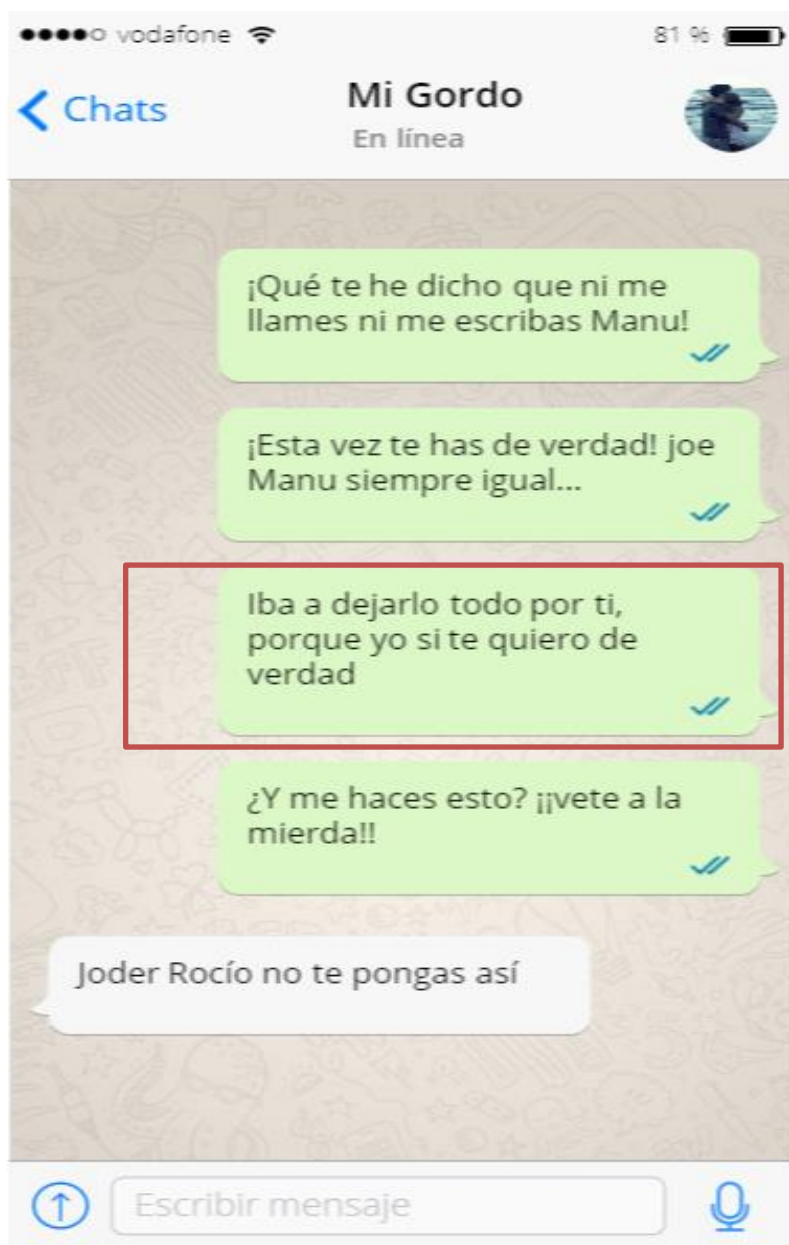 vodafone 81 %
Chats
Mi Gordo
En línea
¡Qué te he dicho que ni me
llames ni me escribas Manu!
¡Esta vez te has de verdad! joe
Manu siempre igual...
Iba a dejarlo todo por ti,
porque yo si te quiero de
verdad
¿Y me haces esto? ¡¡vete a la
mierda!!
Joder Rocío no te pongas así
Escribir mensaje